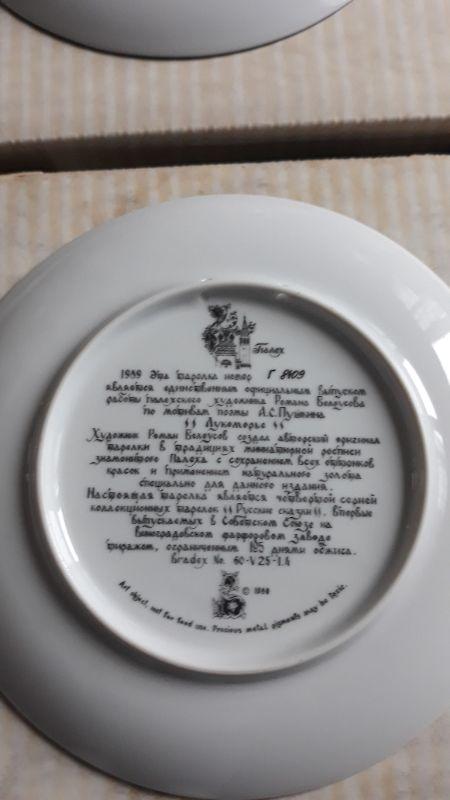 Палех
1989 Эта тарелка номер Г 8409
является единственным официальным выпуском
работы палехского художника Романа Белоусова
по мотивам поэмы А.С.Пушкина
"Лукоморье"
Художник Роман Белоусов создал авторский оригинал
тарелки в традициях миниатюрной росписи
знаменитого Палеха с сохранением всех оттенков
красок и применением натурального золота
специально для данного издания.
Настоящая тарелка является четвертой серией
коллекционных тарелок "Русские сказки", впервые
выпускаемых в Советском Союзе на
Виноградовском фарфоровом заводе
тиражом, ограниченным 195 днями обжига.
Bradex No. 60-V25-1.4
© 1989
Art object, not for food use. Precious metal pigments may be toxic.